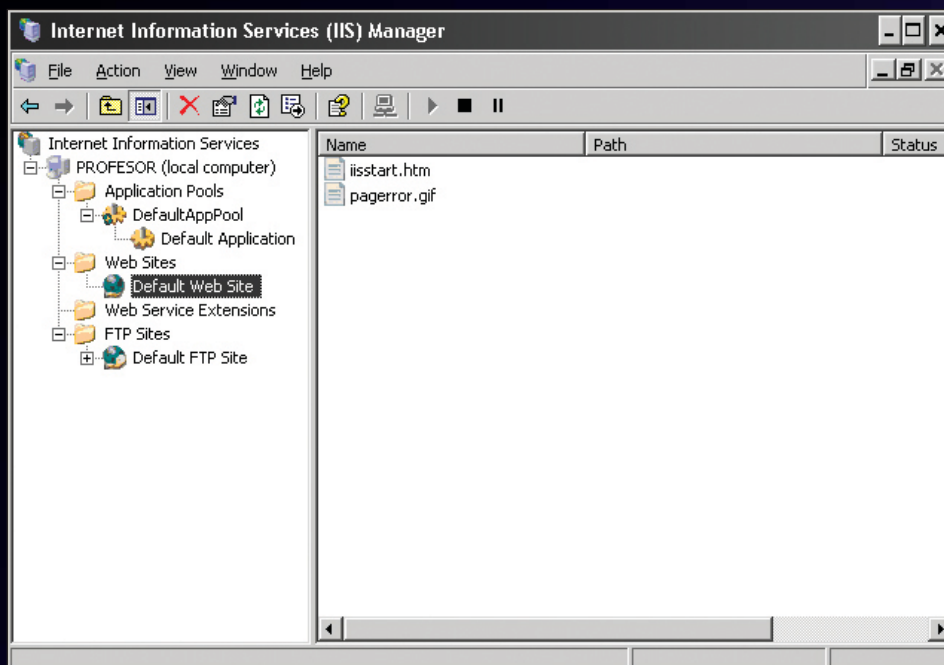 Internet Information Services (IIS) Manager
File Action View Window Help
Internet Information Services
PROFESOR (local computer)
Application Pools
DefaultAppPool
Default Application
Web Sites
Default Web Site
Web Service Extensions
FTP Sites
Default FTP Site
Name Path Status
iisstart.htm
pagerror.gif